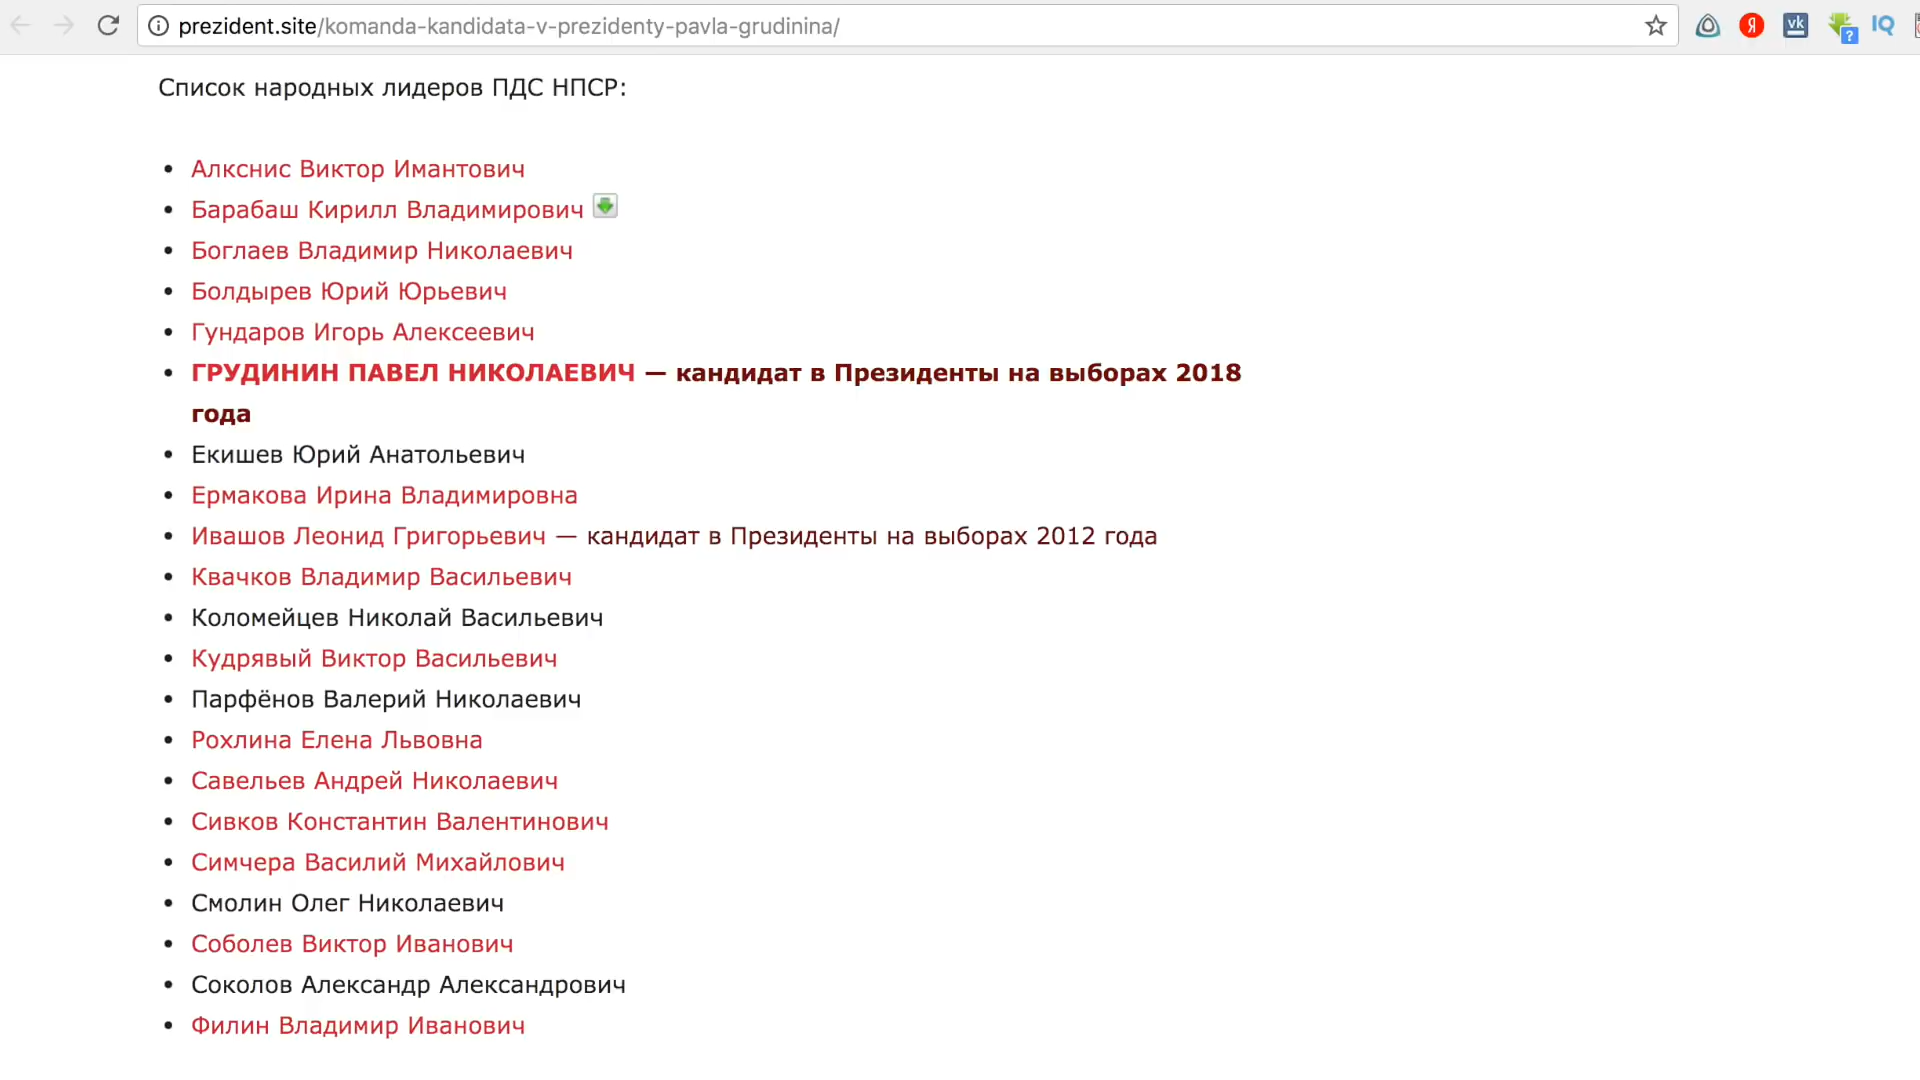 prezident.site/komanda-kandidata-v-prezidenty-pavla-grudinina/
Я
vk
?
IQ
Список народных лидеров ПДС НПСР:
Алкснис Виктор Имантович
Барабаш Кирилл Владимирович
Боглаев Владимир Николаевич
Болдырев Юрий Юрьевич
Гундаров Игорь Алексеевич
ГРУДИНИН ПАВЕЛ НИКОЛАЕВИЧ — кандидат в Президенты на выборах 2018
года
Екишев Юрий Анатольевич
Ермакова Ирина Владимировна
Ивашов Леонид Григорьевич — кандидат в Президенты на выборах 2012 года
Квачков Владимир Васильевич
Коломейцев Николай Васильевич
Кудрявый Виктор Васильевич
Парфёнов Валерий Николаевич
Рохлина Елена Львовна
Савельев Андрей Николаевич
Сивков Константин Валентинович
Симчера Василий Михайлович
Смолин Олег Николаевич
Соболев Виктор Иванович
Соколов Александр Александрович
Филин Владимир Иванович